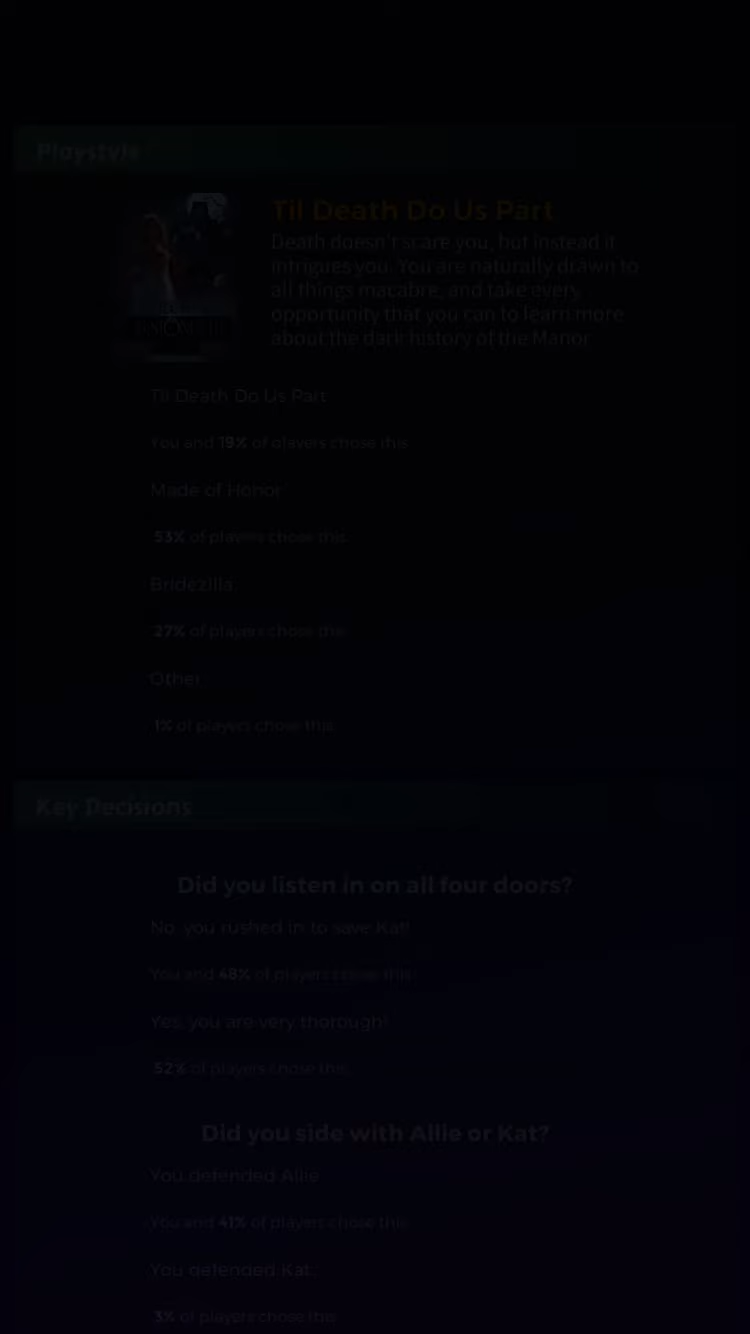 Playstyle
Til Death Do Us Part
Death doesn't scare you, but instead it
intrigues you. You are naturally drawn to
all things macabre, and take every
opportunity that you can to learn more
about the dark history of the Manor.
Til Death Do Us Part
You and 19% of players chose this.
Made of Honor
53% of players chose this.
Bridezilla
27% of players chose this.
Other
1% of players chose this.
Key Decisions
Did you listen in on all four doors?
No, you rushed in to save Kat!
You and 48% of players chose this.
Yes, you are very thorough!
52% of players chose this.
Did you side with Allie or Kat?
You defended Allie.
You and 41% of players chose this.
You defended Kat.
3% of players chose this.